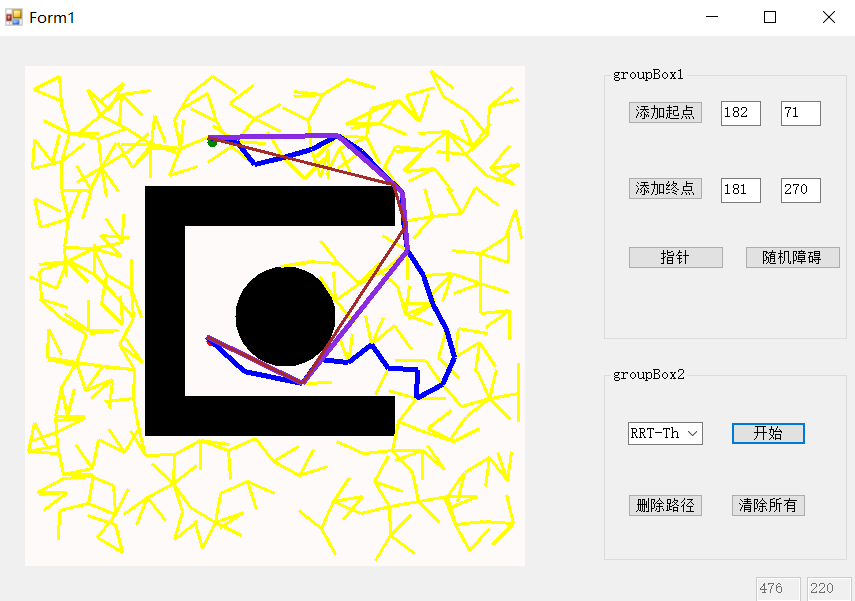 Form1
groupBox1
添加起点 182 71
添加终点 181 270
指针 随机障碍
groupBox2
RRT-Th 开始
删除路径 清除所有
476 220